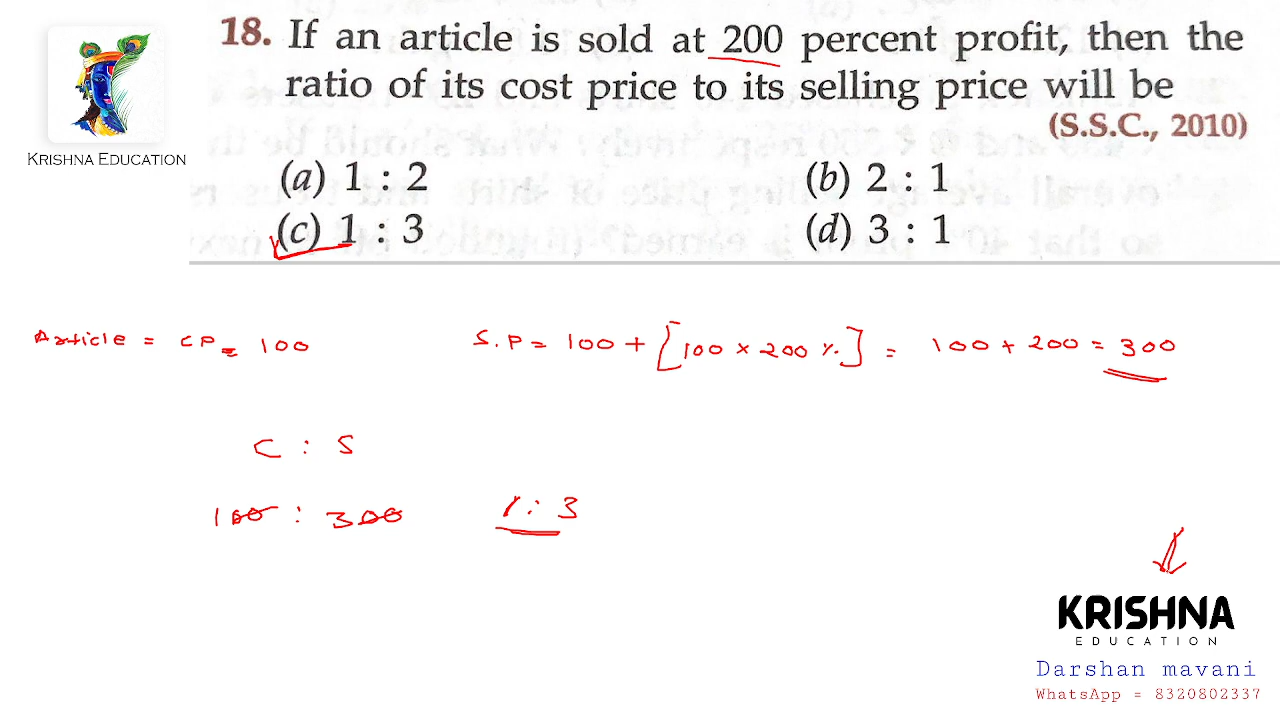 18. If an article is sold at 200 percent profit, then the
ratio of its cost price to its selling price will be
(S.S.C., 2010)
(a) 1 : 2
(b) 2 : 1
(c) 1 : 3
(d) 3 : 1
KRISHNA EDUCATION
Article = CP = 100
S.P = 100 + [100 × 200 %.] = 100 + 200 = 300
C : S
100 : 300
1 : 3
KRISHNA
EDUCATION
Darshan mavani
WhatsApp = 8320802337